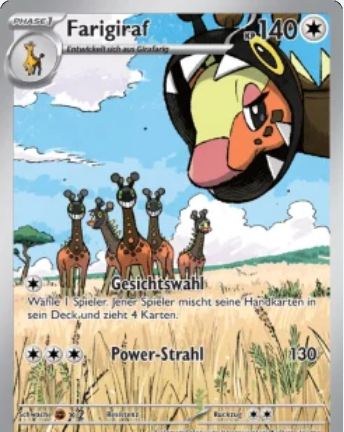 PHASE 1
Farigiraf
KP 140
Entwickelt sich aus Girafarig
Gesichtswahl
Wähle 1 Spieler. Jener Spieler mischt seine Handkarten in
sein Deck und zieht 4 Karten.
Power-Strahl 130
Schwäche ×2 Resistenz Rückzug